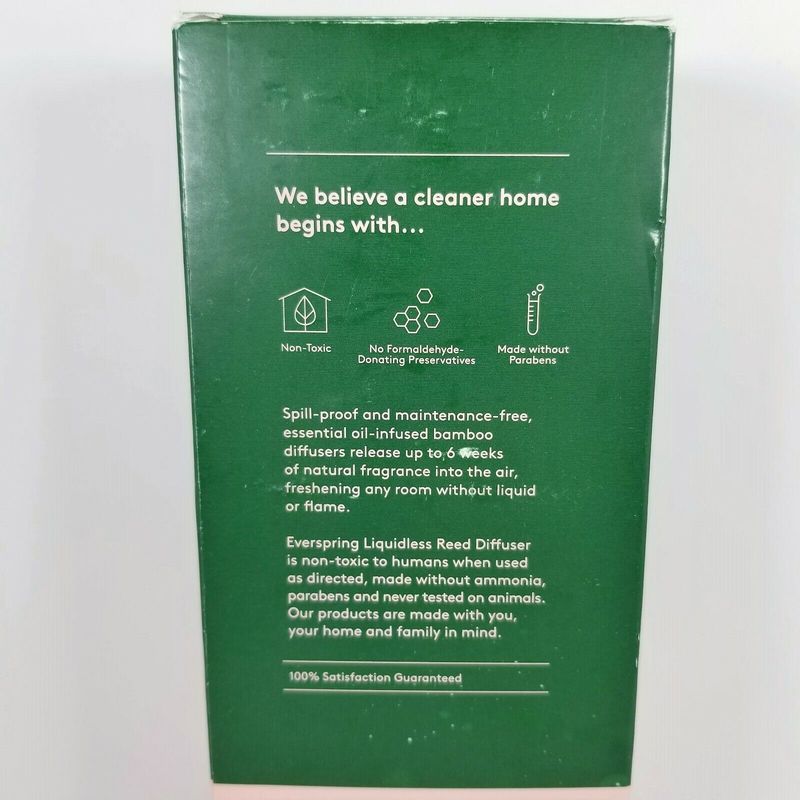 We believe a cleaner home
begins with...
Non-Toxic
No Formaldehyde-
Donating Preservatives
Made without
Parabens
Spill-proof and maintenance-free,
essential oil-infused bamboo
diffusers release up to 6 weeks
of natural fragrance into the air,
freshening any room without liquid
or flame.
Everspring Liquidless Reed Diffuser
is non-toxic to humans when used
as directed, made without ammonia,
parabens and never tested on animals.
Our products are made with you,
your home and family in mind.
100% Satisfaction Guaranteed